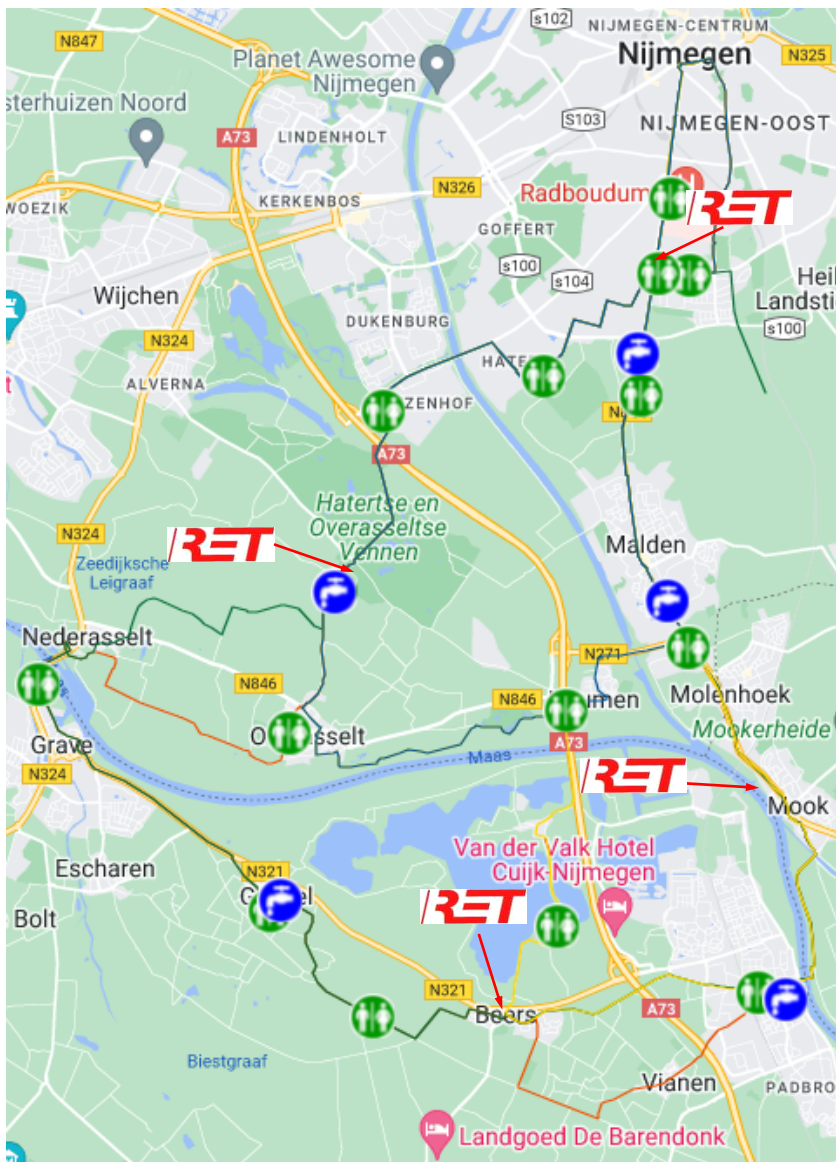 s102
NIJMEGEN-CENTRUM
N847
Nijmegen
N325
Planet Awesome
Nijmegen
sterhuizen Noord
A73
LINDENHOLT
S103
NIJMEGEN-OOST
N326
Radboudum
KERKENBOS
WOEZIK
RET
GOFFERT
s100
s104
Heil
Landsti
Wijchen
s100
DUKENBURG
N324
HATE
ALVERNA
t
ZENHOF
A73
Hatertse en
Overasseltse
Vennen
N324
RET
Malden
Zeedijksche
Leigraaf
Nederasselt
N271
N846
N846
Molenhoek
Mookerheide
Grave
A73
Maas
N324
RET
Mook
Van der Valk Hotel
Cuijk-Nijmegen
Escharen
N321
RET
Bolt
N321
Beers
A73
Biestgraaf
Vianen
PADBRO
Landgoed De Barendonk